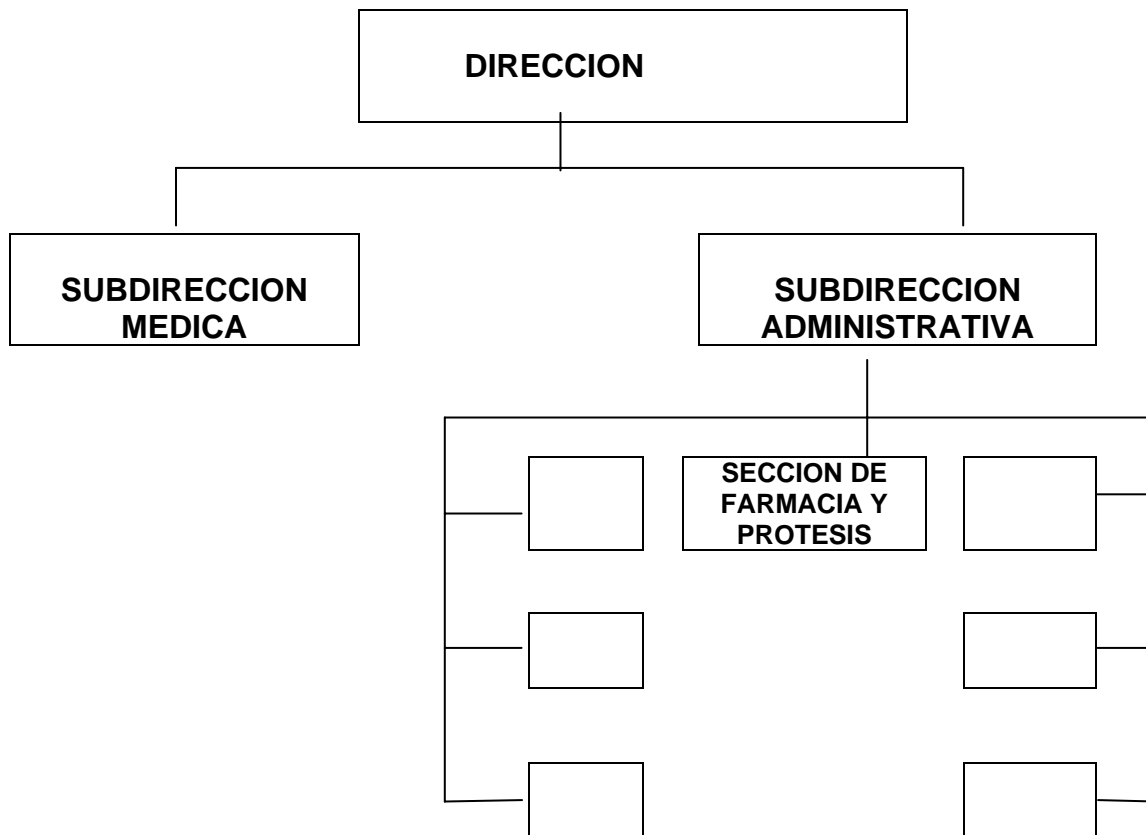 DIRECCION
SUBDIRECCION
MEDICA
SUBDIRECCION
ADMINISTRATIVA
SECCION DE
FARMACIA Y
PROTESIS